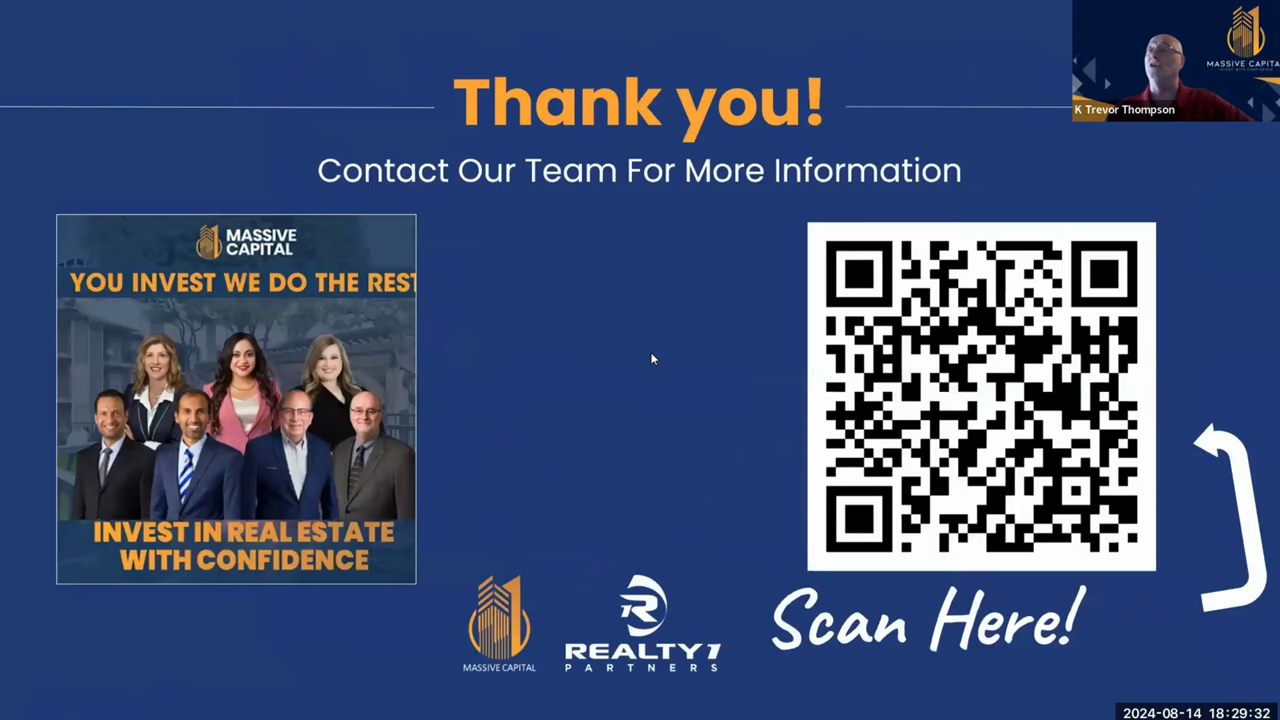 Thank you!
Contact Our Team For More Information
MASSIVE CAPITA
K Trevor Thompson
MASSIVE
CAPITAL
YOU INVEST WE DO THE REST
INVEST IN REAL ESTATE
WITH CONFIDENCE
MASSIVE CAPITAL
REALTY1
PARTNERS
Scan Here!
2024-08-14 18:29:32